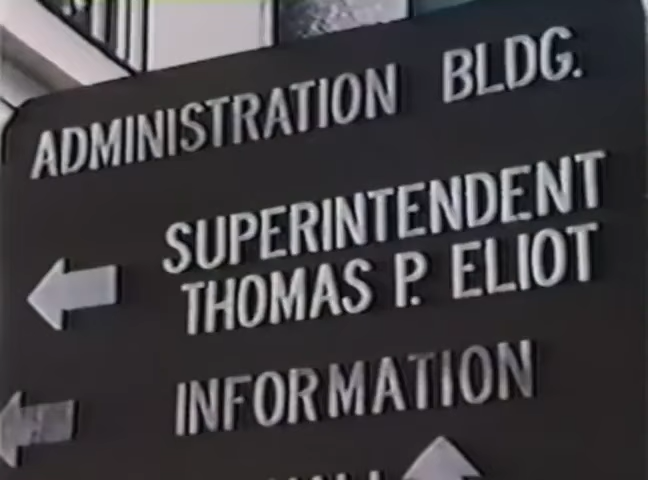 ADMINISTRATION BLDG.
SUPERINTENDENT
THOMAS P. ELIOT
INFORMATION